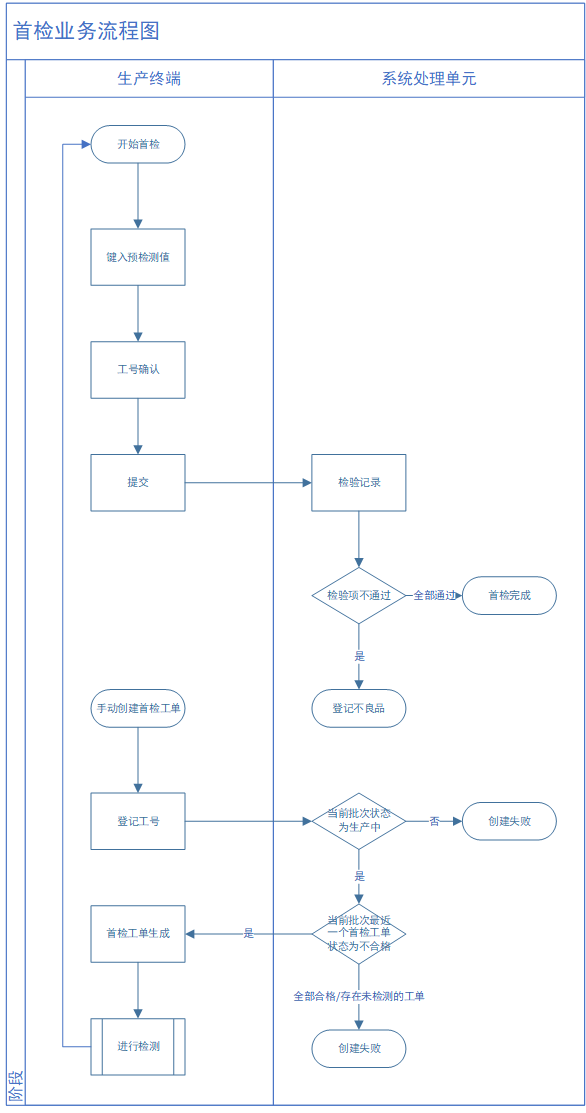 首检业务流程图
生产终端
系统处理单元
开始首检
键入预检测值
工号确认
提交
检验记录
检验项不通过
全部通过
首检完成
是
手动创建首检工单
登记不良品
登记工号
当前批次状态
为生产中
否
创建失败
是
首检工单生成
是
当前批次最近
一个首检工单
状态为不合格
全部合格/存在未检测的工单
进行检测
创建失败
阶段